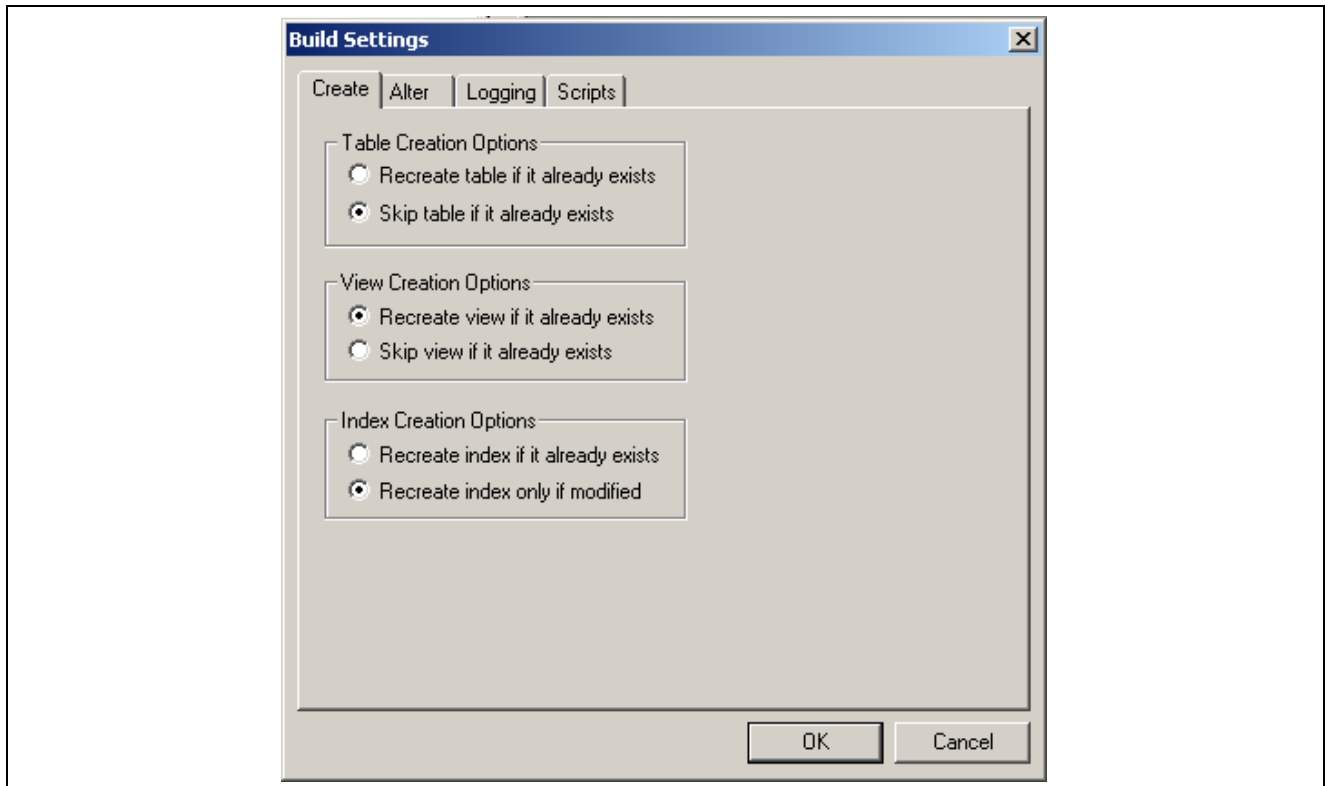 Build Settings
Create Alter Logging Scripts
Table Creation Options
Recreate table if it already exists
Skip table if it already exists
View Creation Options
Recreate view if it already exists
Skip view if it already exists
Index Creation Options
Recreate index if it already exists
Recreate index only if modified
OK Cancel